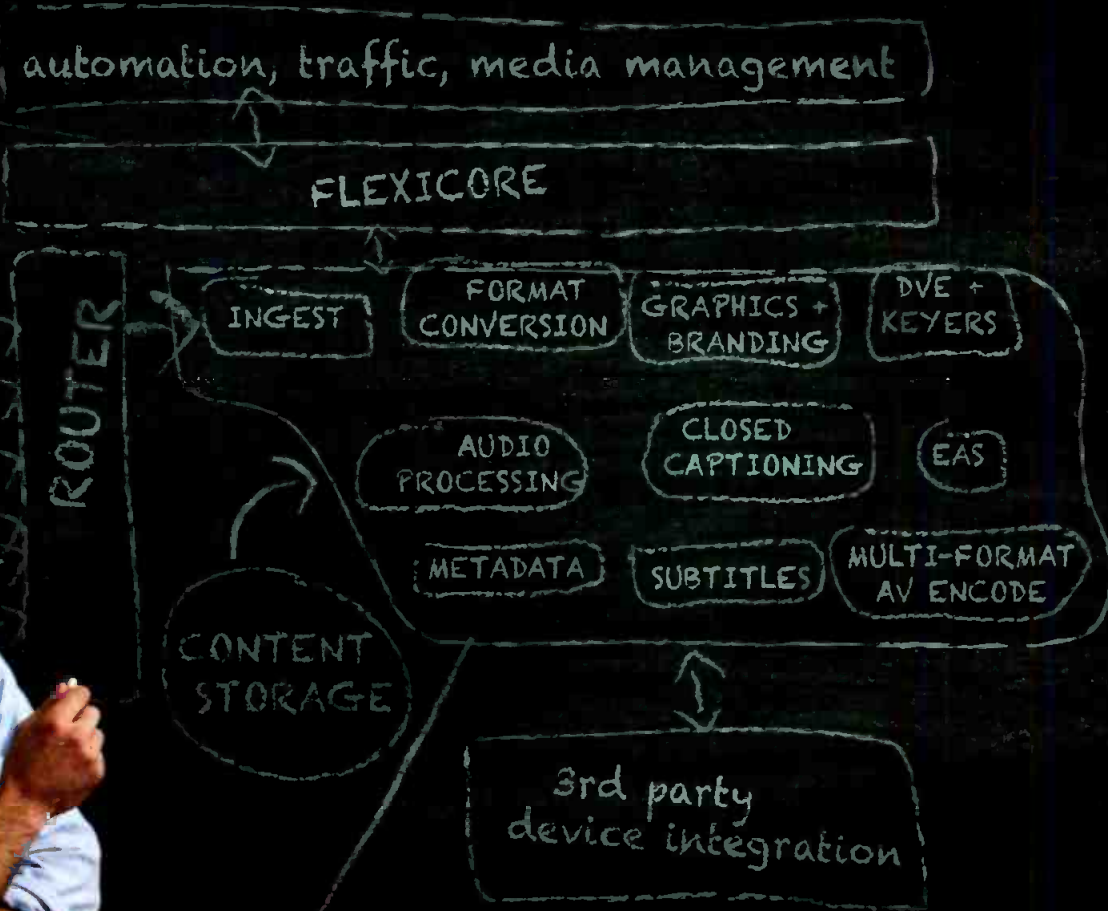 automation, traffic, media management
FLEXICORE
ROUTER
INGEST
FORMAT
CONVERSION
GRAPHICS +
BRANDING
DVE +
KEYERS
AUDIO
PROCESSING
CLOSED
CAPTIONING
EAS
METADATA
SUBTITLES
MULTI-FORMAT
AV ENCODE
CONTENT
STORAGE
3rd party
device integration